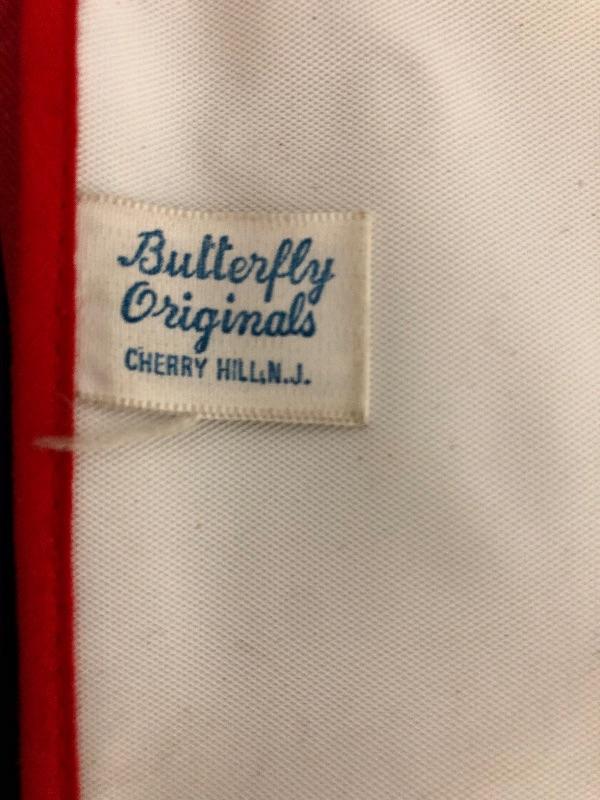 Butterfly
Originals
CHERRY HILL,N.J.